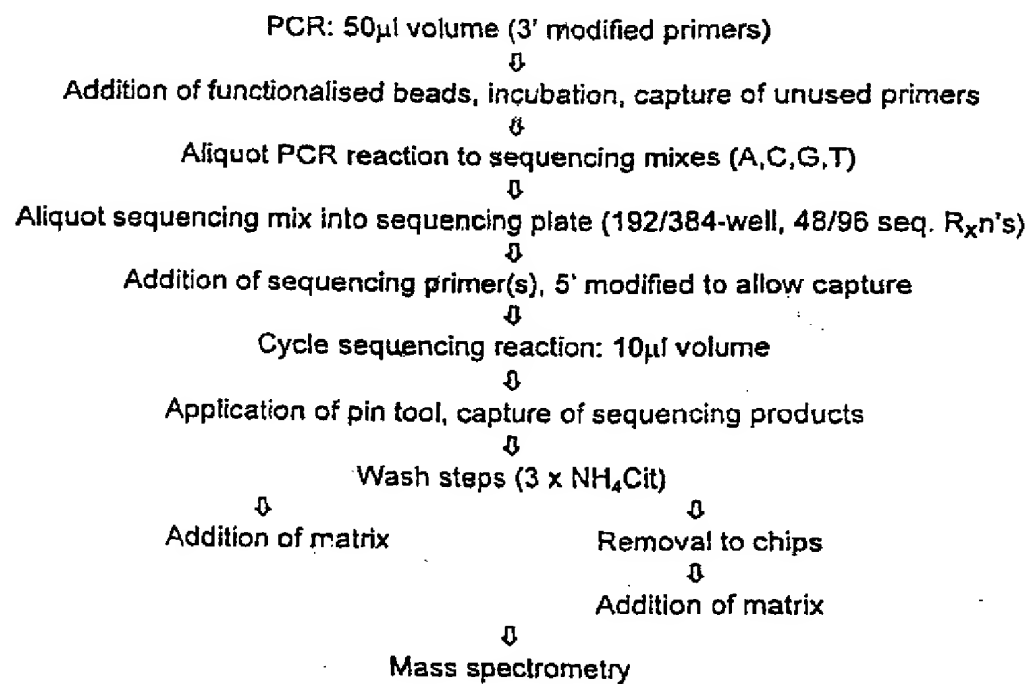 PCR: 50µl volume (3' modified primers)
⇩
Addition of functionalised beads, incubation, capture of unused primers
⇩
Aliquot PCR reaction to sequencing mixes (A,C,G,T)
⇩
Aliquot sequencing mix into sequencing plate (192/384-well, 48/96 seq. RXn's)
⇩
Addition of sequencing primer(s), 5' modified to allow capture
⇩
Cycle sequencing reaction: 10µl volume
⇩
Application of pin tool, capture of sequencing products
⇩
Wash steps (3 x NH4Cit)
⇩ ⇩
Addition of matrix Removal to chips
⇩
Addition of matrix
⇩
Mass spectrometry